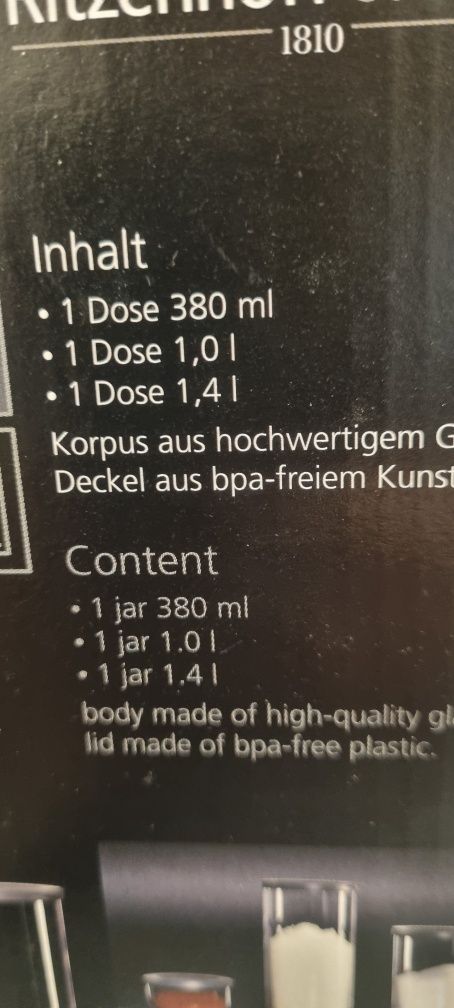 1810
Inhalt
• 1 Dose 380 ml
• 1 Dose 1,0 l
• 1 Dose 1,4 l
Korpus aus hochwertigem
Deckel aus bpa-freiem
Content
• 1 jar 380 ml
• 1 jar 1.0 l
• 1 jar 1.4 l
body made of high-quality
lid made of bpa-free plastic.